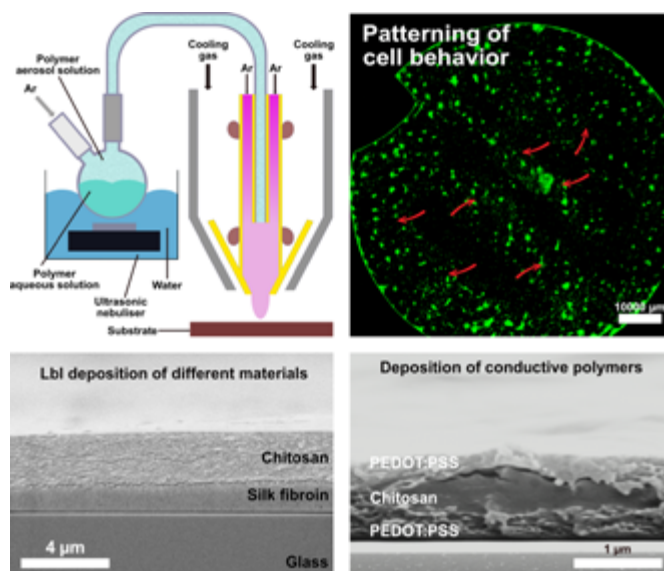 Polymer
aerosol solution
Cooling
gas
Cooling
gas
Ar
Ar
Ar
Polymer
aqueous solution
Water
Ultrasonic
nebuliser
Substrate
Patterning of
cell behavior
10000 μm
Lbl deposition of different materials
Chitosan
Silk fibroin
4 μm
Glass
Deposition of conductive polymers
PEDOT:PSS
Chitosan
PEDOT:PSS
1 μm